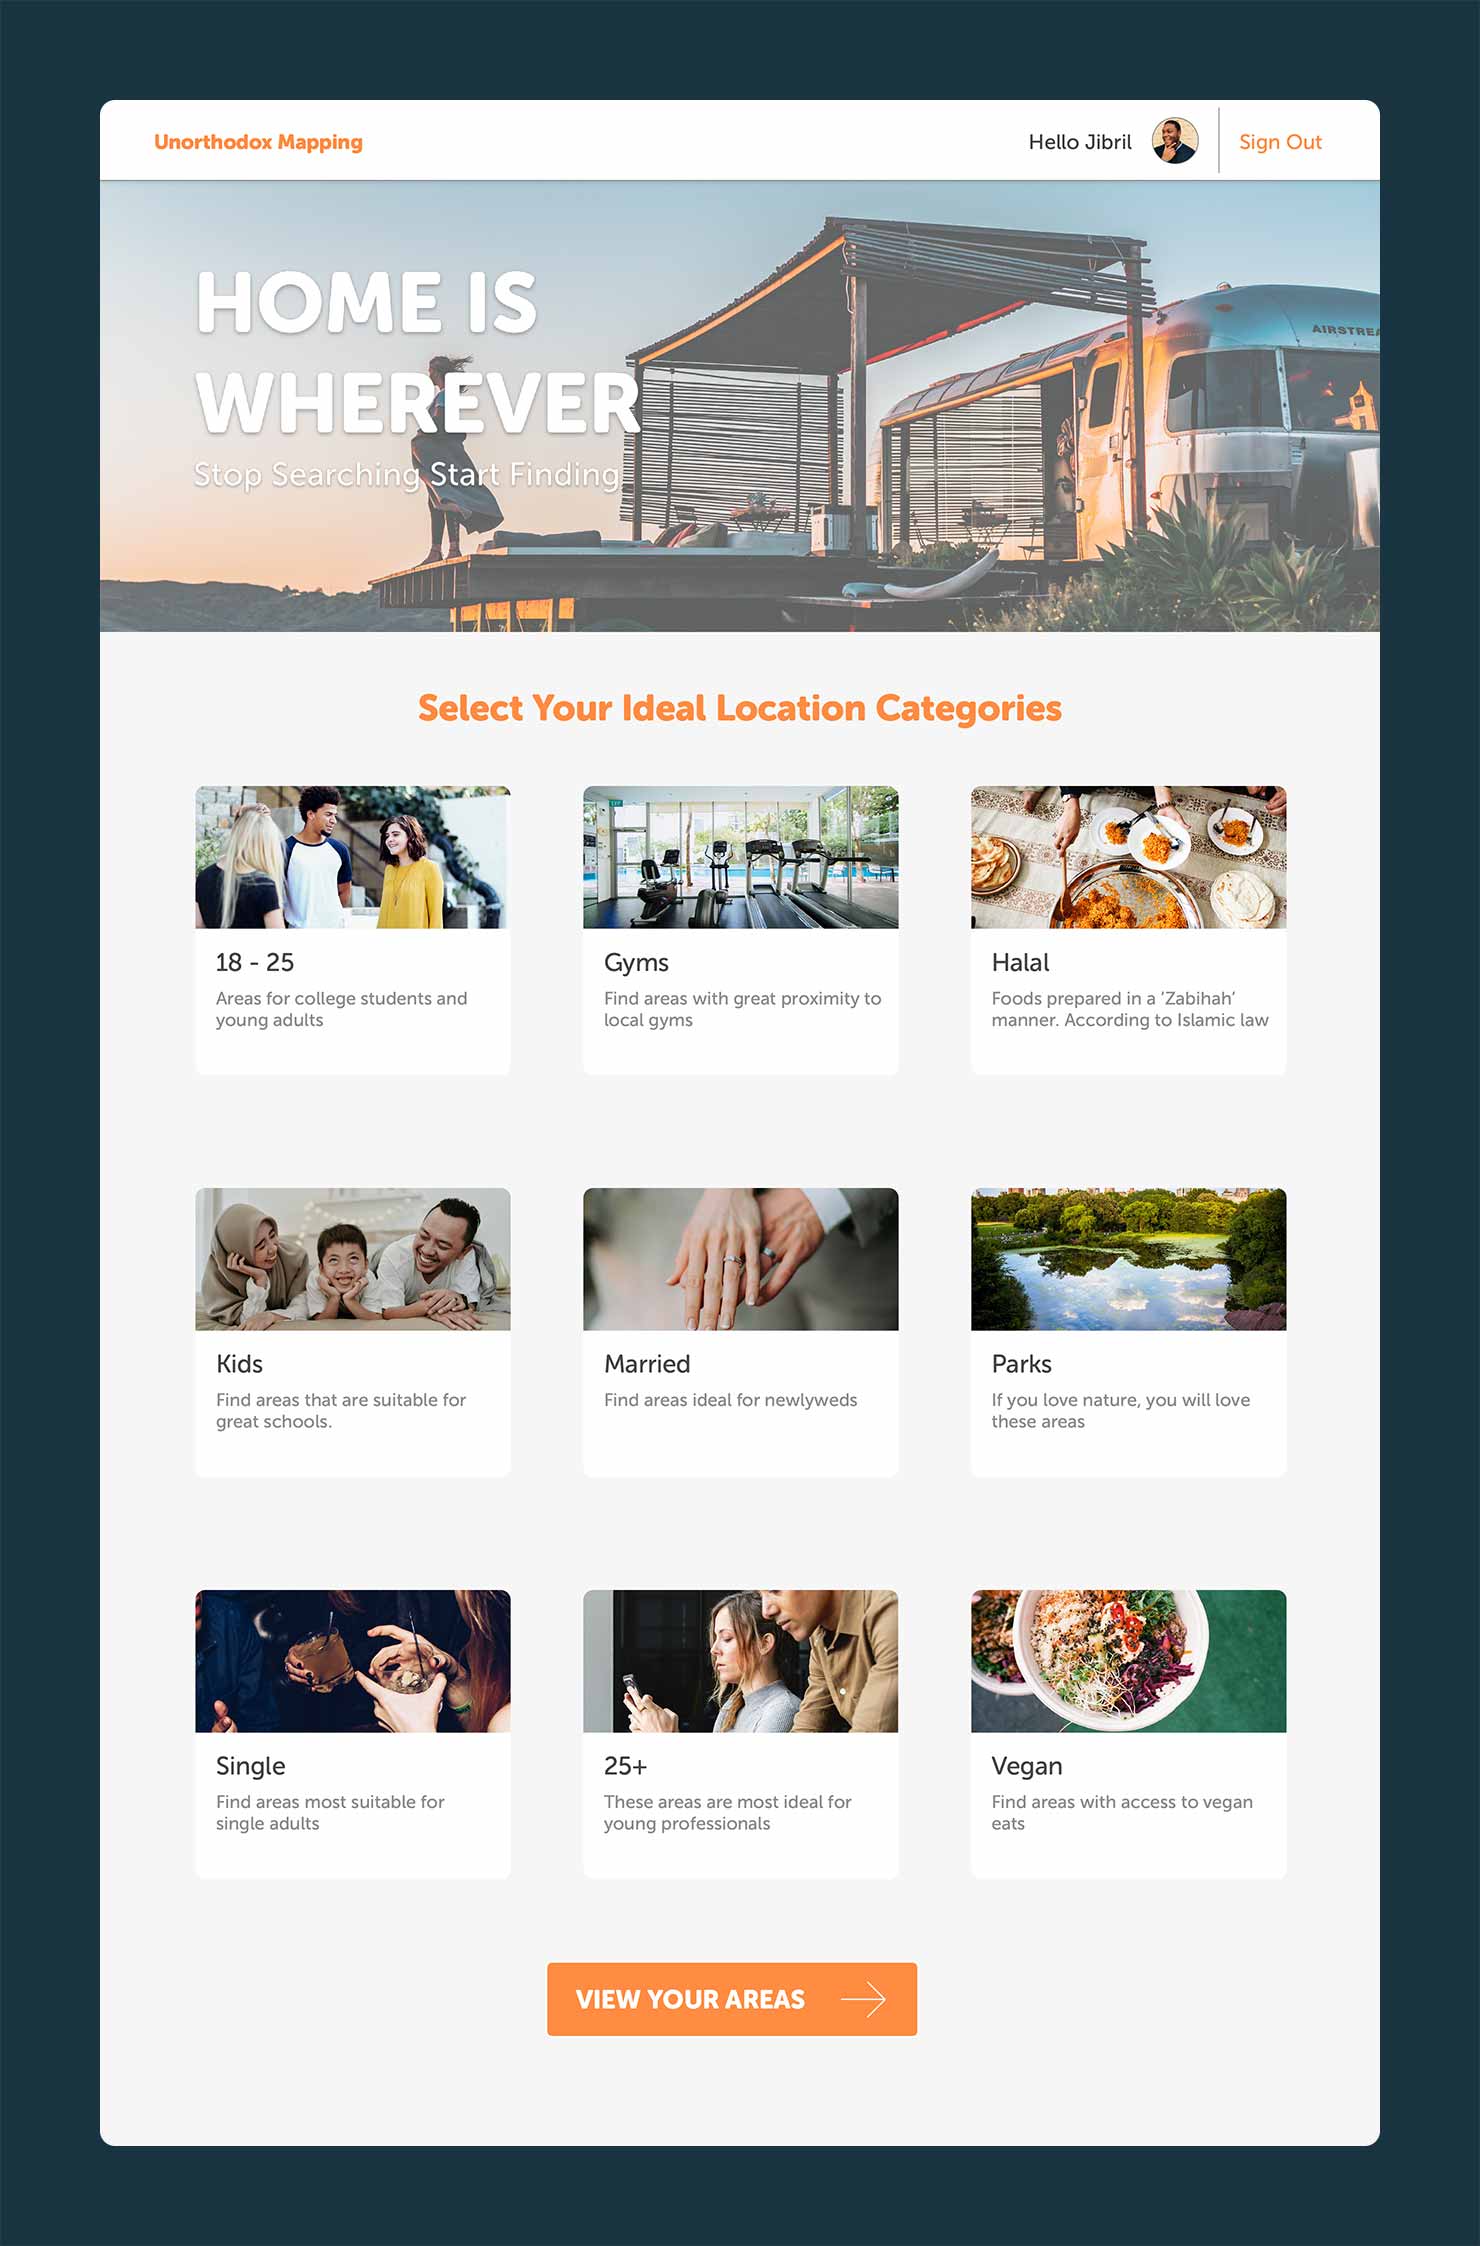 Unorthodox Mapping
Hello Jibril
Sign Out
HOME IS
WHEREVER
Stop Searching Start Finding
AIRSTREA
Select Your Ideal Location Categories
18 - 25
Areas for college students and
young adults
Gyms
Find areas with great proximity to
local gyms
Halal
Foods prepared in a ‘Zabihah’
manner. According to Islamic law
Kids
Find areas that are suitable for
great schools.
Married
Find areas ideal for newlyweds
Parks
If you love nature, you will love
these areas
Single
Find areas most suitable for
single adults
25+
These areas are most ideal for
young professionals
Vegan
Find areas with access to vegan
eats
VIEW YOUR AREAS